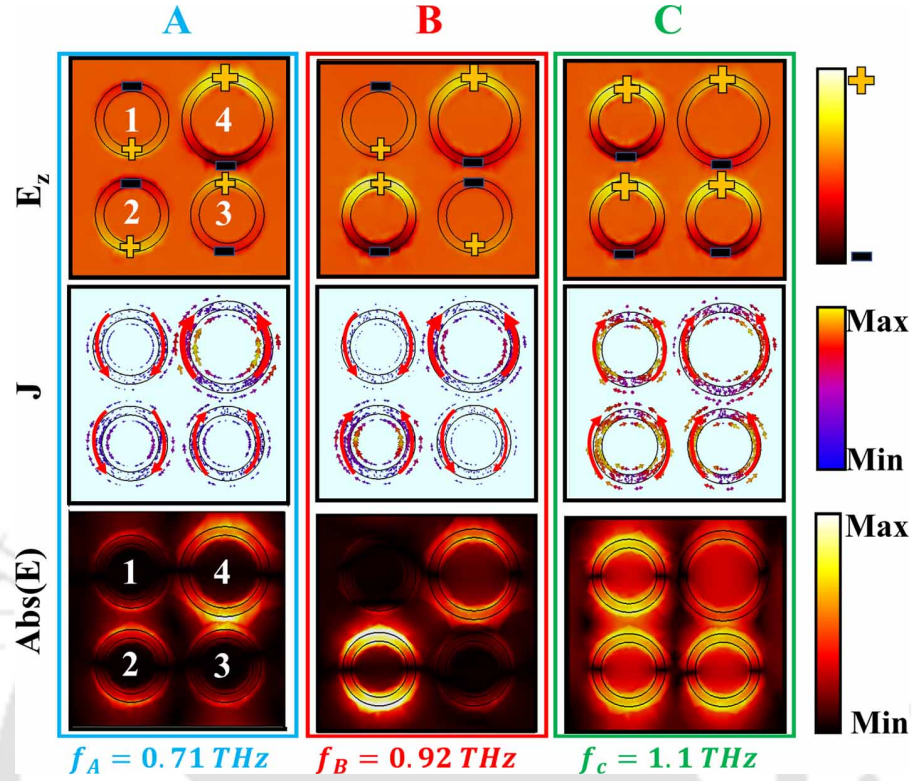 A B C
E_z
1 4
2 3
+
-
J
Max
Min
Abs(E)
1 4
2 3
Max
Min
f_A = 0.71 THz f_B = 0.92 THz f_c = 1.1 THz